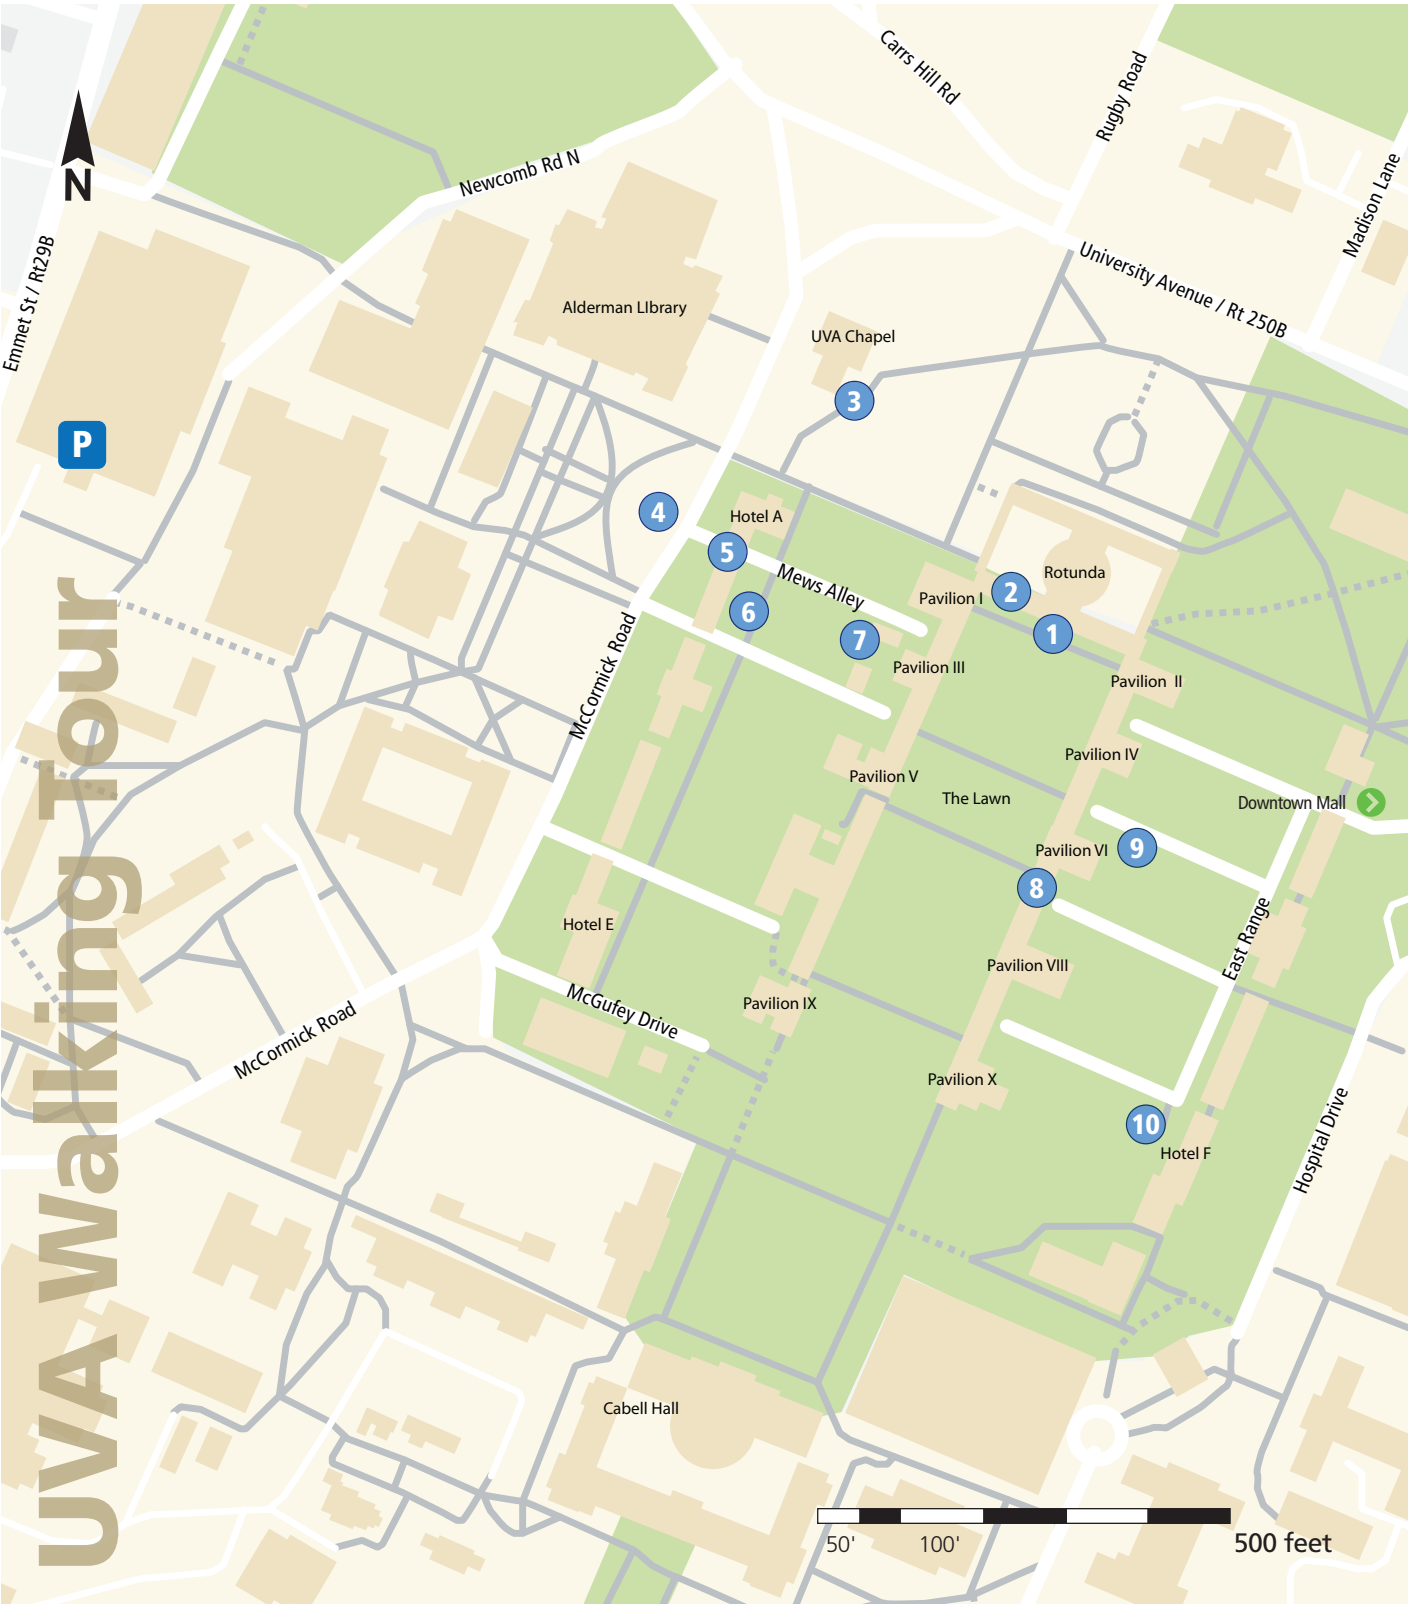 Carrs Hill Rd
Rugby Road
N
Newcomb Rd N
Madison Lane
Emmet St / Rt29B
University Avenue / Rt 250B
Alderman LIbrary
UVA Chapel
3
P
4
Hotel A
5
Mews Alley
6
7
Pavilion I
2
Rotunda
1
Pavilion III
Pavilion II
McCormick Road
Pavilion IV
Pavilion V
The Lawn
Downtown Mall
Pavilion VI
9
8
Hotel E
East Range
Pavilion VIII
Pavilion IX
McGufey Drive
McCormick Road
Pavilion X
10
Hotel F
Hospital Drive
UVA Walking Tour
Cabell Hall
50'
100'
500 feet